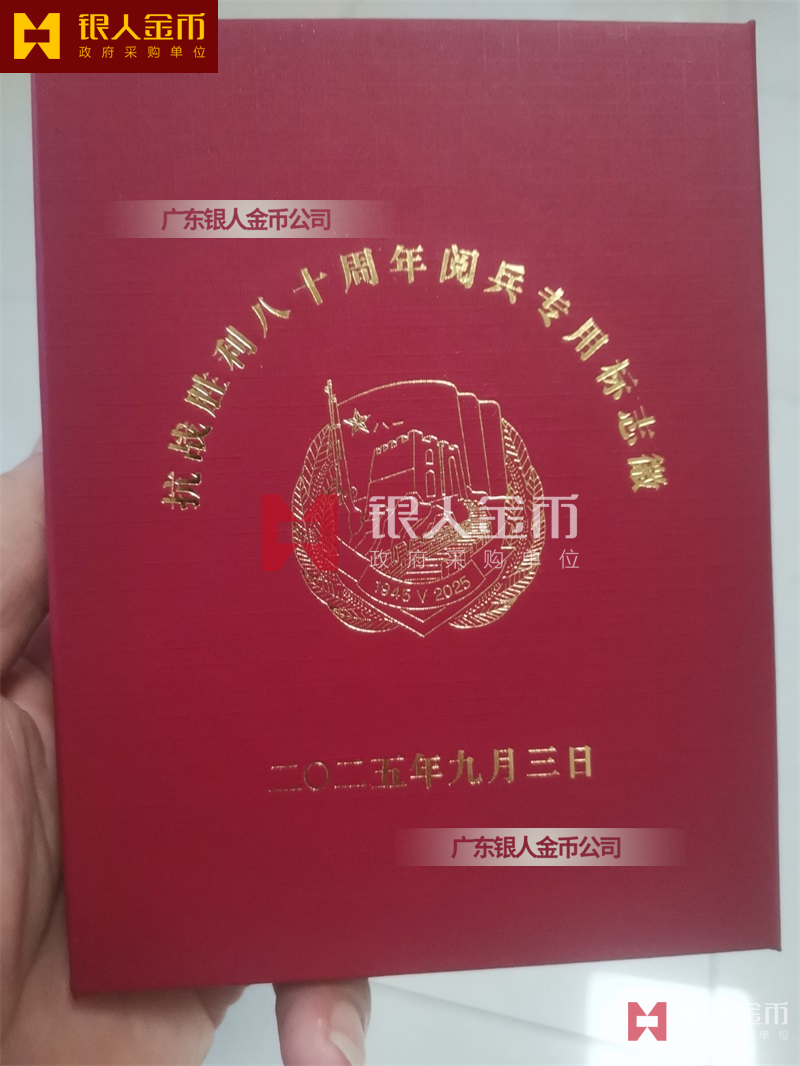 银人金币
政府采购单位
广东银人金币公司
抗战胜利八十周年阅兵专用标志徽
八一
银人金币
政府采购单位
1945 V 2025
二〇二五年九月三日
广东银人金币公司
金币
单位